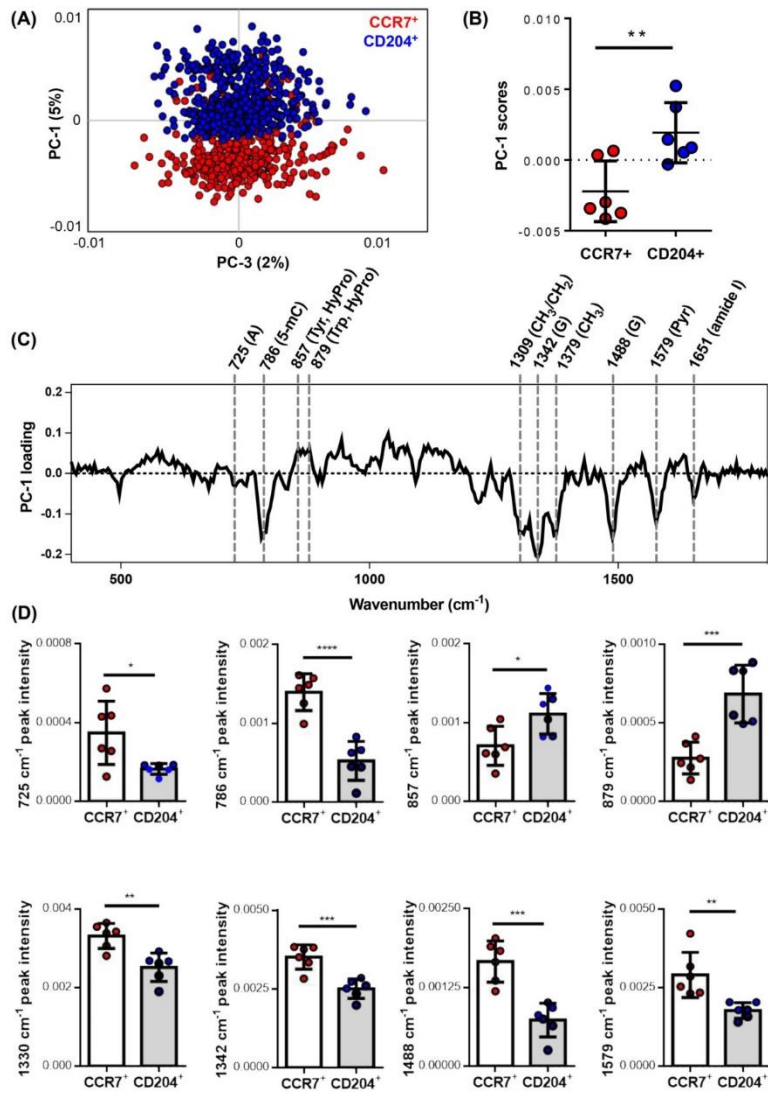 (A)
CCR7⁺
CD204⁺
0.01
0
-0.01
PC-1 (5%)
-0.01
0
0.01
PC-3 (2%)
(B)
**
0.010
0.005
0.000
-0.005
PC-1 scores
CCR7+
CD204+
(C)
725 (A)
786 (5-mC)
857 (Tyr, HyPro)
879 (Trp, HyPro)
1309 (CH₃/CH₂)
1342 (G)
1379 (CH₃)
1488 (G)
1579 (Pyr)
1651 (amide I)
0.2
0.1
0.0
-0.1
-0.2
PC-1 loading
500
1000
1500
Wavenumber (cm⁻¹)
(D)
725 cm⁻¹ peak intensity
0.0008
0.0004
0.0000
*
CCR7⁺ CD204⁺
786 cm⁻¹ peak intensity
0.002
0.001
0.000
****
CCR7⁺ CD204⁺
857 cm⁻¹ peak intensity
0.002
0.001
0.000
*
CCR7⁺ CD204⁺
879 cm⁻¹ peak intensity
0.0010
0.0005
0.0000
***
CCR7⁺ CD204⁺
1330 cm⁻¹ peak intensity
0.004
0.002
0.000
**
CCR7⁺ CD204⁺
1342 cm⁻¹ peak intensity
0.0050
0.0025
0.0000
***
CCR7⁺ CD204⁺
1488 cm⁻¹ peak intensity
0.00250
0.00125
0.00000
***
CCR7⁺ CD204⁺
1579 cm⁻¹ peak intensity
0.0050
0.0025
0.0000
**
CCR7⁺ CD204⁺